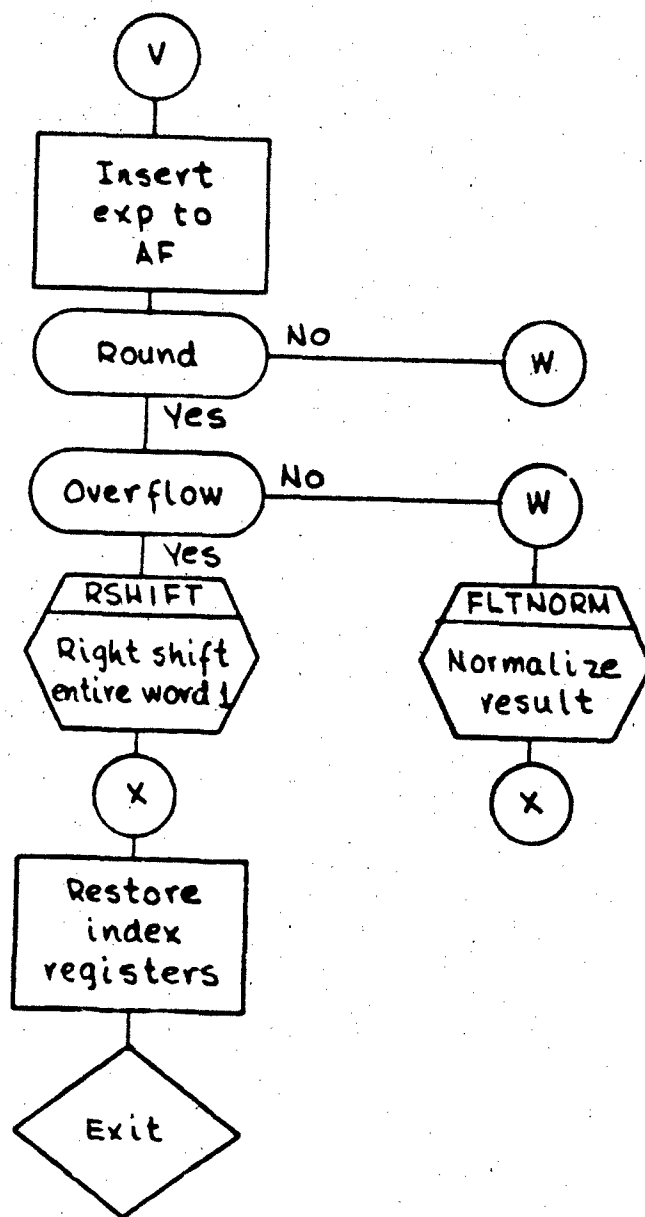 V
Insert
exp to
AF
Round
No
W
Yes
Overflow
No
W
Yes
RSHIFT
Right shift
entire word 1
FLTNORM
Normalize
result
X
X
Restore
index
registers
Exit